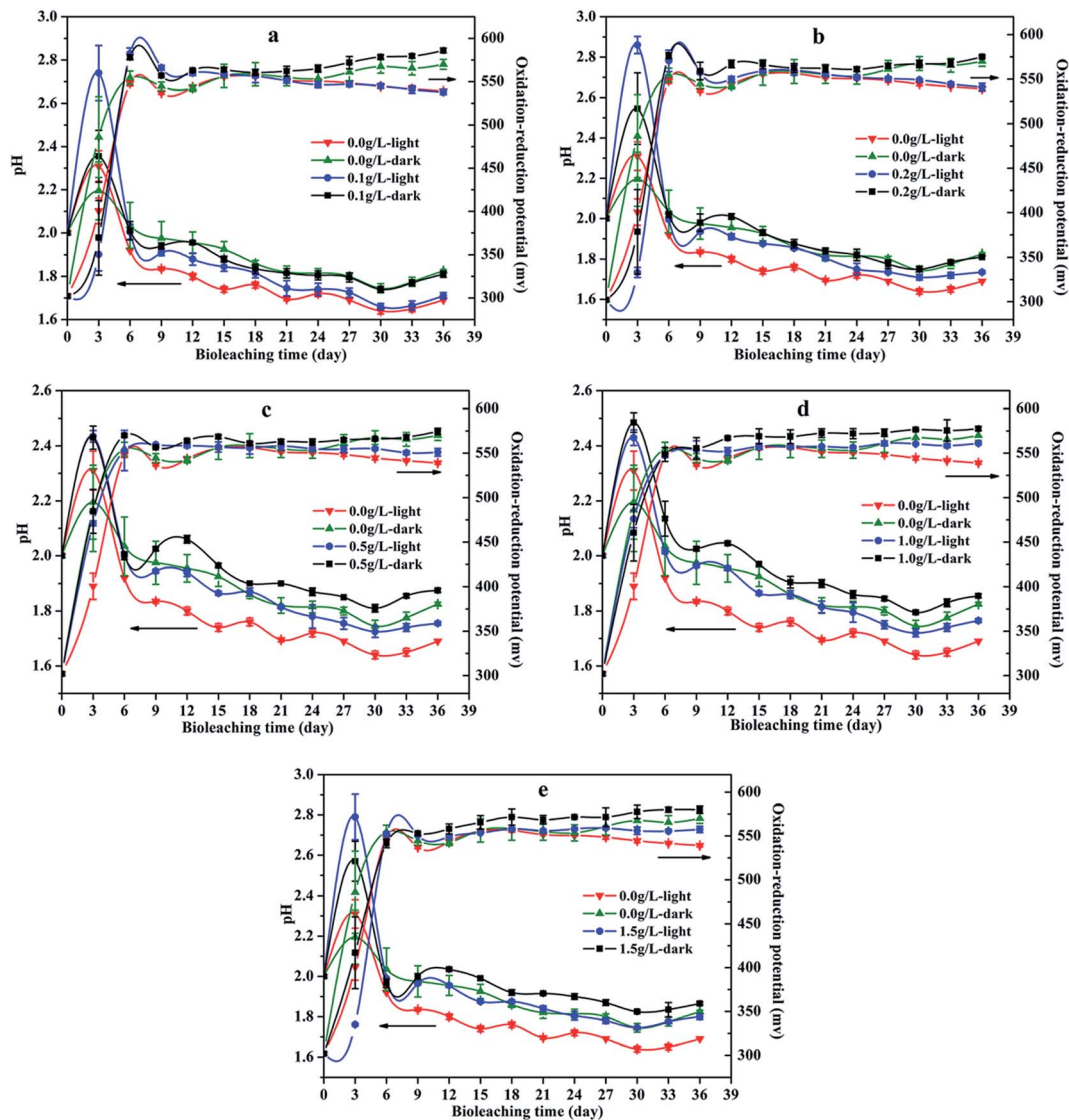 a
3.0
2.8
2.6
2.4
2.2
2.0
1.8
1.6
pH
600
550
500
450
400
350
300
Oxidation-reduction potential (mv)
0.0g/L-light
0.0g/L-dark
0.1g/L-light
0.1g/L-dark
0 3 6 9 12 15 18 21 24 27 30 33 36 39
Bioleaching time (day)
b
3.0
2.8
2.6
2.4
2.2
2.0
1.8
1.6
pH
600
550
500
450
400
350
300
Oxidation-reduction potential (mv)
0.0g/L-light
0.0g/L-dark
0.2g/L-light
0.2g/L-dark
0 3 6 9 12 15 18 21 24 27 30 33 36 39
Bioleaching time (day)
c
2.6
2.4
2.2
2.0
1.8
1.6
pH
600
550
500
450
400
350
300
Oxidation-reduction potential (mv)
0.0g/L-light
0.0g/L-dark
0.5g/L-light
0.5g/L-dark
0 3 6 9 12 15 18 21 24 27 30 33 36 39
Bioleaching time (day)
d
2.6
2.4
2.2
2.0
1.8
1.6
pH
600
550
500
450
400
350
300
Oxidation-reduction potential (mv)
0.0g/L-light
0.0g/L-dark
1.0g/L-light
1.0g/L-dark
0 3 6 9 12 15 18 21 24 27 30 33 36 39
Bioleaching time (day)
e
3.0
2.8
2.6
2.4
2.2
2.0
1.8
1.6
pH
600
550
500
450
400
350
300
Oxidation-reduction potential (mv)
0.0g/L-light
0.0g/L-dark
1.5g/L-light
1.5g/L-dark
0 3 6 9 12 15 18 21 24 27 30 33 36 39
Bioleaching time (day)